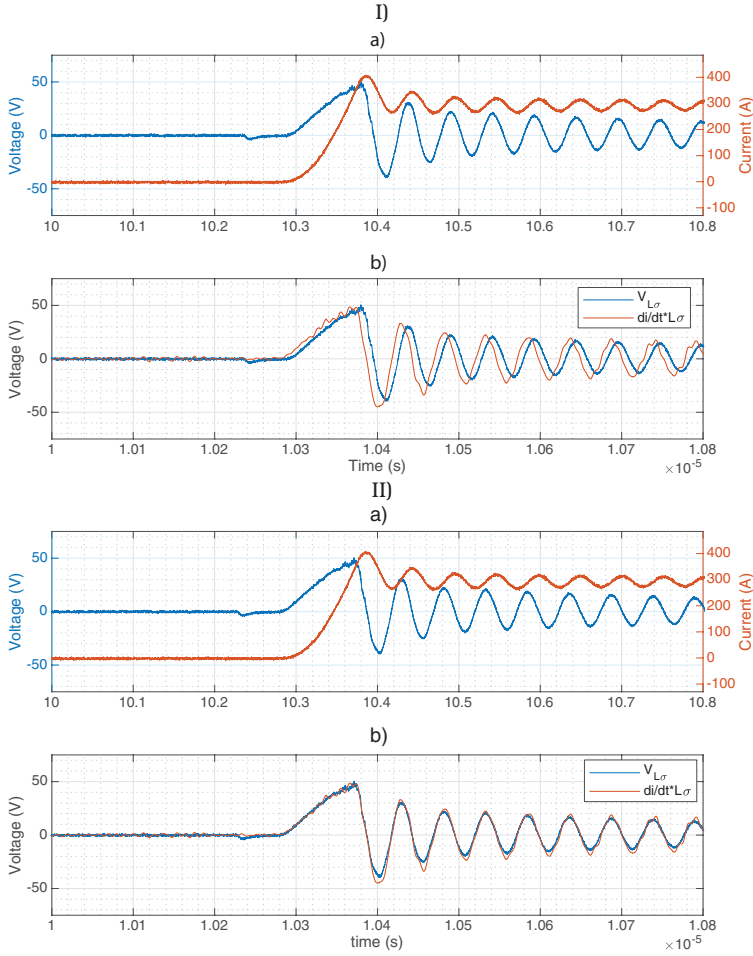 I)
a)
50
0
-50
Voltage (V)
400
300
200
100
0
-100
Current (A)
10 10.1 10.2 10.3 10.4 10.5 10.6 10.7 10.8
b)
50
0
-50
Voltage (V)
V_Lσ
di/dt*Lσ
1 1.01 1.02 1.03 1.04 1.05 1.06 1.07 1.08
Time (s)
×10⁻⁵
II)
a)
50
0
-50
Voltage (V)
400
300
200
100
0
-100
Current (A)
10 10.1 10.2 10.3 10.4 10.5 10.6 10.7 10.8
b)
50
0
-50
Voltage (V)
V_Lσ
di/dt*Lσ
1 1.01 1.02 1.03 1.04 1.05 1.06 1.07 1.08
time (s)
×10⁻⁵